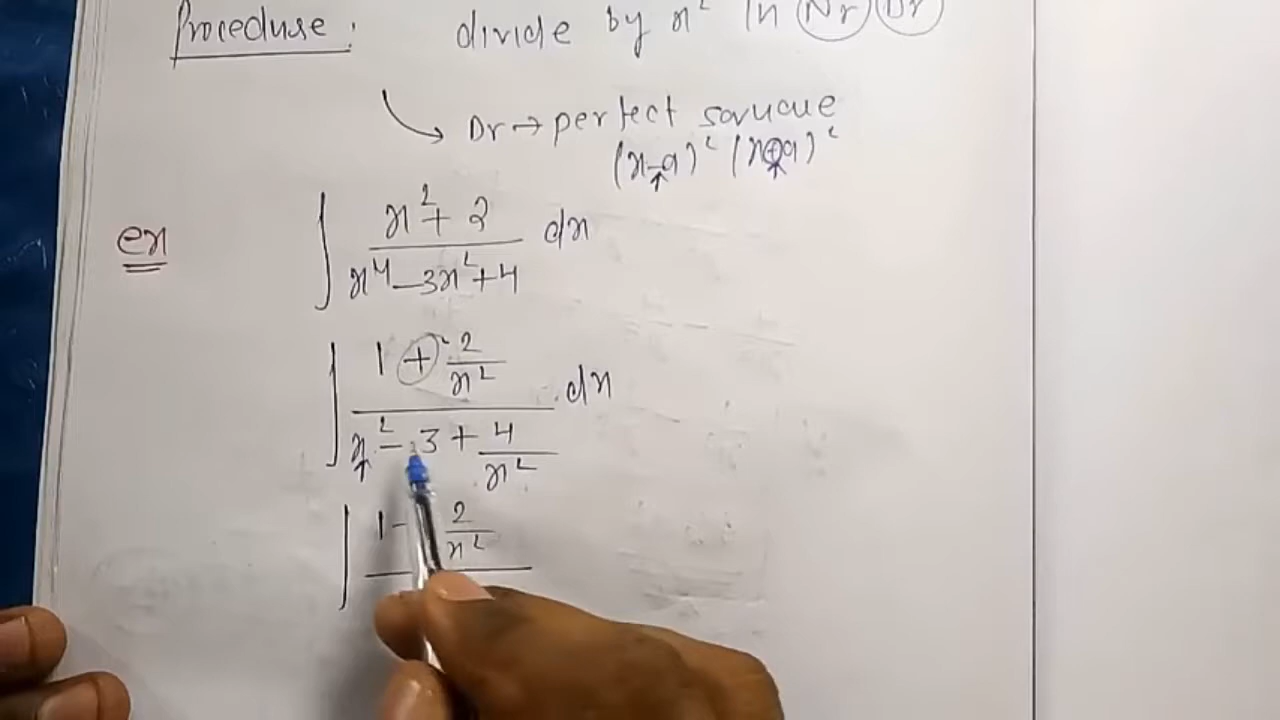 Procedure : divide by x² in Nr Dr
↘ Dr → perfect square
(x-a)² (x+a)²
ex ∫ (x² + 2)/(x⁴ - 3x² + 4) dx
∫ (1 + 2/x²)/(x² - 3 + 4/x²) dx
∫ 1 - 2/x²